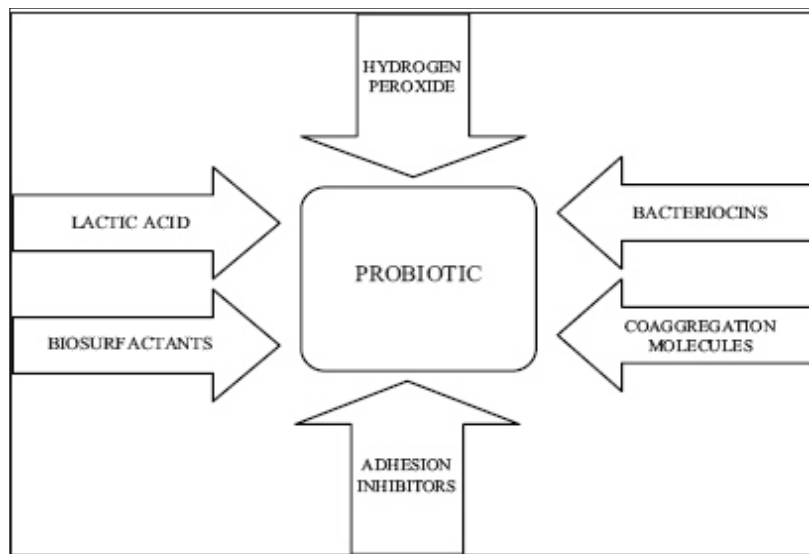 HYDROGEN
PEROXIDE
LACTIC ACID
BACTERIOCINS
PROBIOTIC
BIOSURFACTANTS
COAGGREGATION
MOLECULES
ADHESION
INHIBITORS